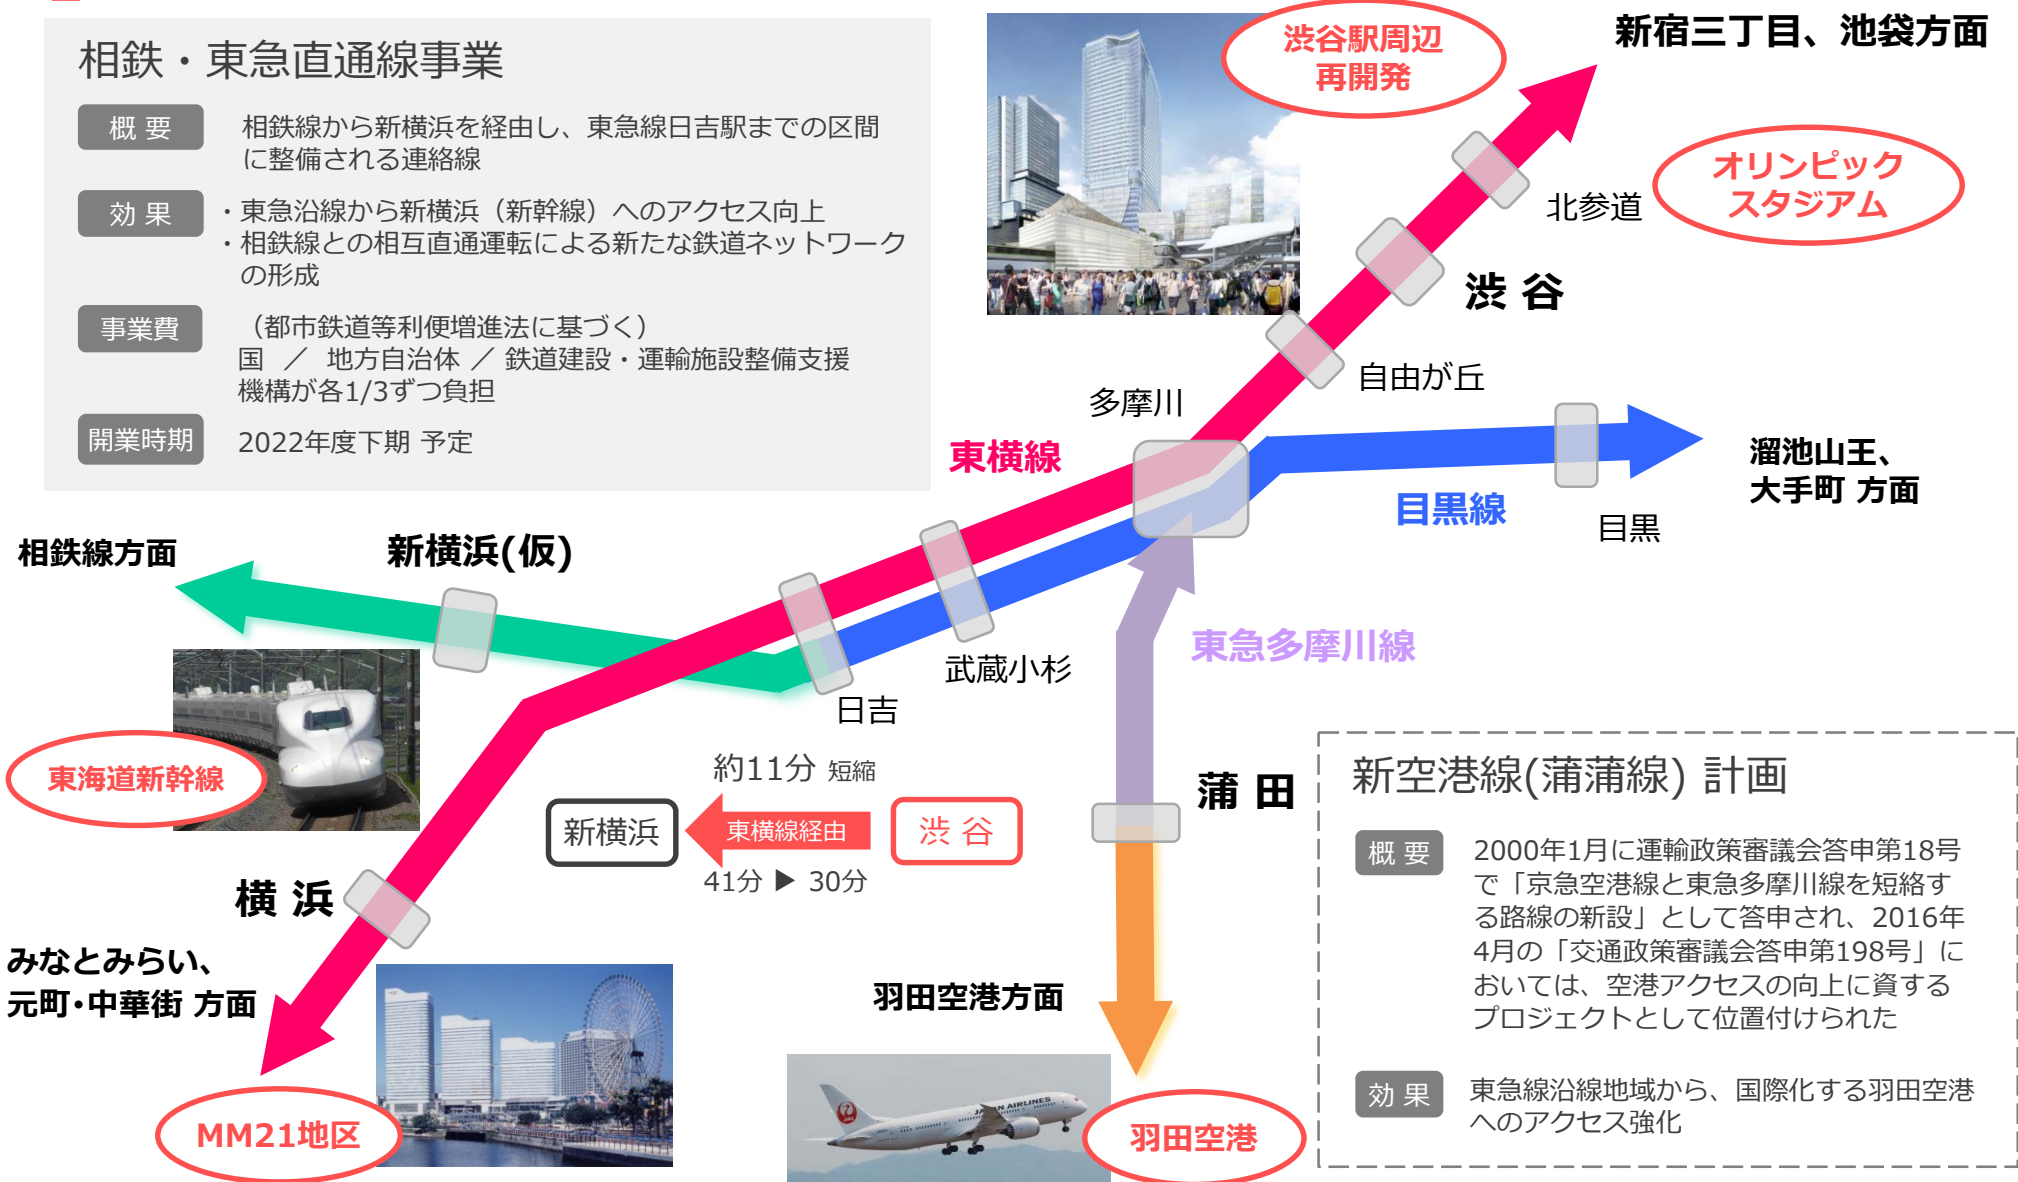 相鉄・東急直通線事業
概 要
相鉄線から新横浜を経由し、東急線日吉駅までの区間
に整備される連絡線
効 果
・東急沿線から新横浜（新幹線）へのアクセス向上
・相鉄線との相互直通運転による新たな鉄道ネットワーク
の形成
事業費
（都市鉄道等利便増進法に基づく）
国 ／ 地方自治体 ／ 鉄道建設・運輸施設整備支援
機構が各1/3ずつ負担
開業時期
2022年度下期 予定
渋谷駅周辺
再開発
新宿三丁目、池袋方面
オリンピック
スタジアム
北参道
渋 谷
自由が丘
多摩川
東横線
目黒線
溜池山王、
大手町 方面
目黒
相鉄線方面
新横浜(仮)
武蔵小杉
日吉
東急多摩川線
東海道新幹線
約11分 短縮
新横浜
東横線経由
渋 谷
41分 ▶ 30分
蒲 田
横 浜
みなとみらい、
元町･中華街 方面
MM21地区
羽田空港方面
JAPAN AIRLINES
羽田空港
新空港線(蒲蒲線) 計画
概 要
2000年1月に運輸政策審議会答申第18号
で「京急空港線と東急多摩川線を短絡す
る路線の新設」として答申され、2016年
4月の「交通政策審議会答申第198号」に
おいては、空港アクセスの向上に資する
プロジェクトとして位置付けられた
効 果
東急線沿線地域から、国際化する羽田空港
へのアクセス強化